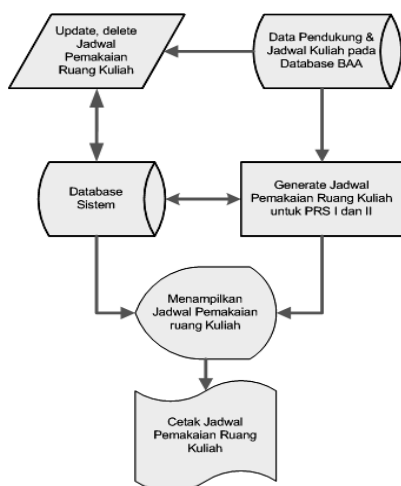 Update, delete
Jadwal
Pemakaian
Ruang Kuliah
Data Pendukung &
Jadwal Kuliah pada
Database BAA
Database
Sistem
Generate Jadwal
Pemakaian Ruang Kuliah
untuk PRS I dan II
Menampilkan
Jadwal Pemakaian
ruang Kuliah
Cetak Jadwal
Pemakaian Ruang
Kuliah